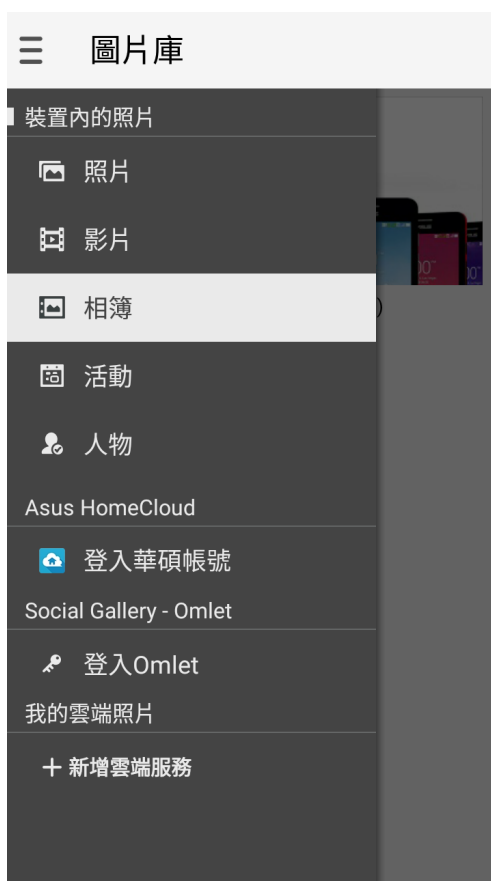 圖片庫
裝置內的照片
照片
影片
相簿
)
活動
人物
Asus HomeCloud
登入華碩帳號
Social Gallery - Omlet
登入Omlet
我的雲端照片
+ 新增雲端服務